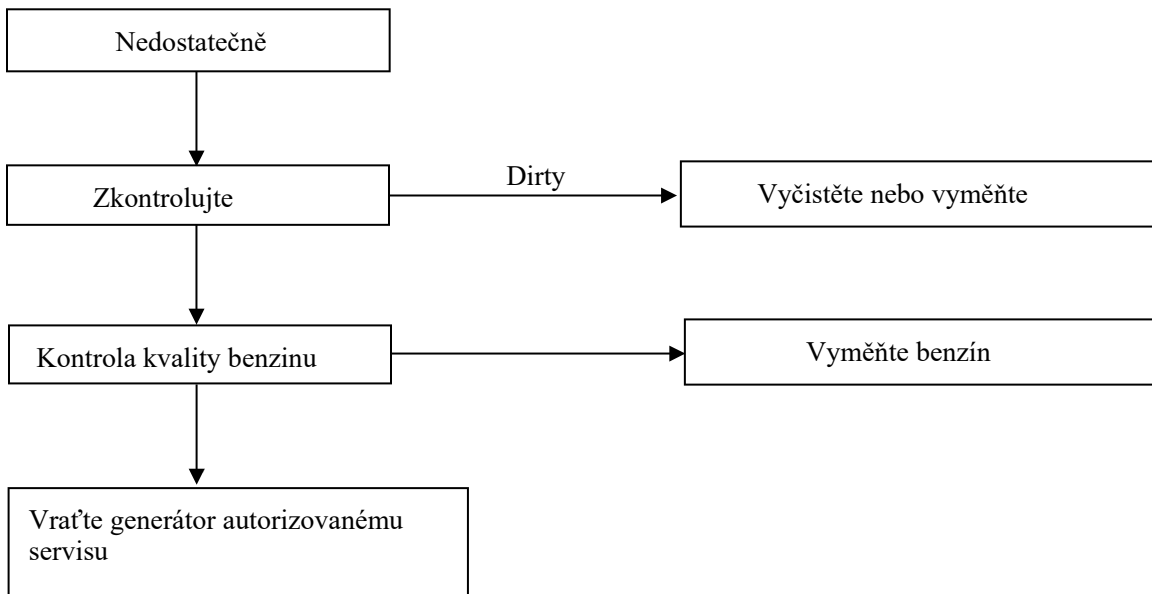 Nedostatečně
Zkontrolujte
Dirty
Vyčistěte nebo vyměňte
Kontrola kvality benzinu
Vyměňte benzín
Vraťte generátor autorizovanému
servisu